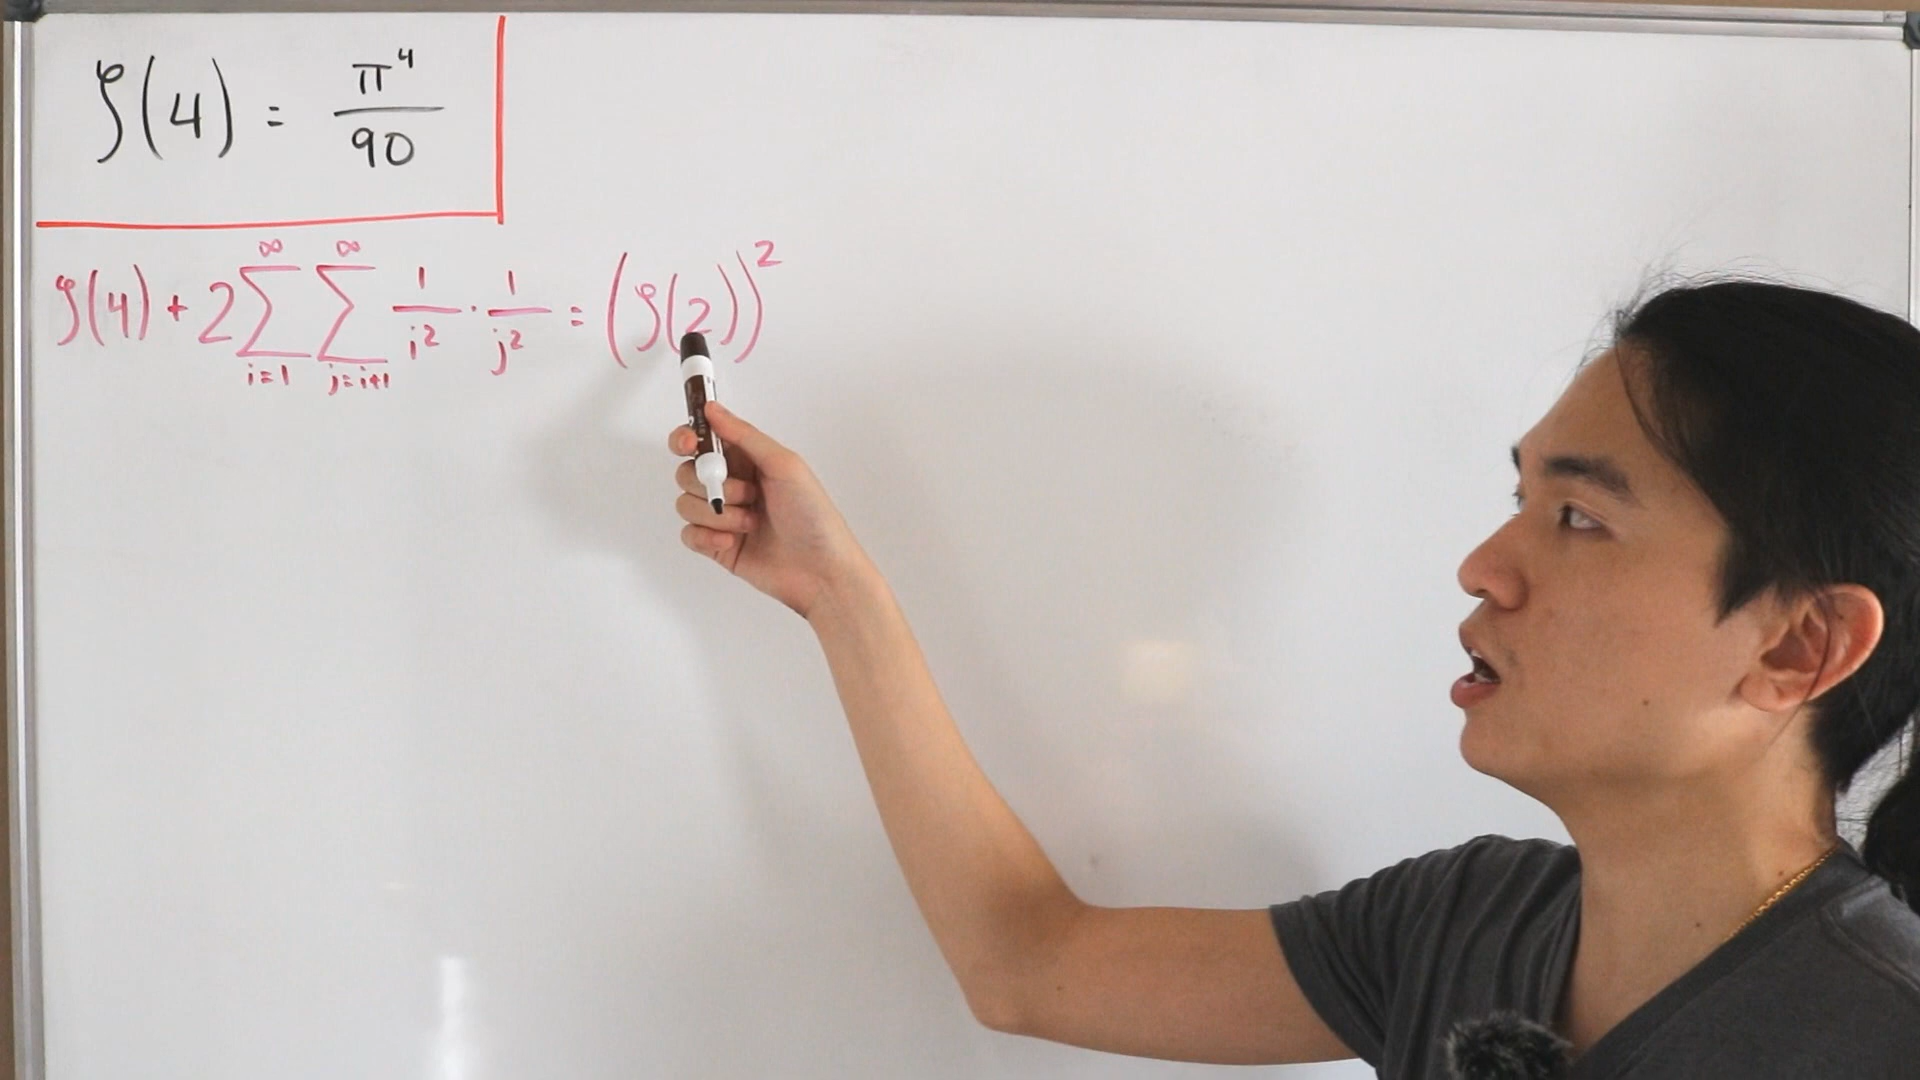 ζ(4) = π⁴/90
ζ(4) + 2 ∑_{i=1}^{∞} ∑_{j=i+1}^{∞} 1/i² · 1/j² = (ζ(2))²